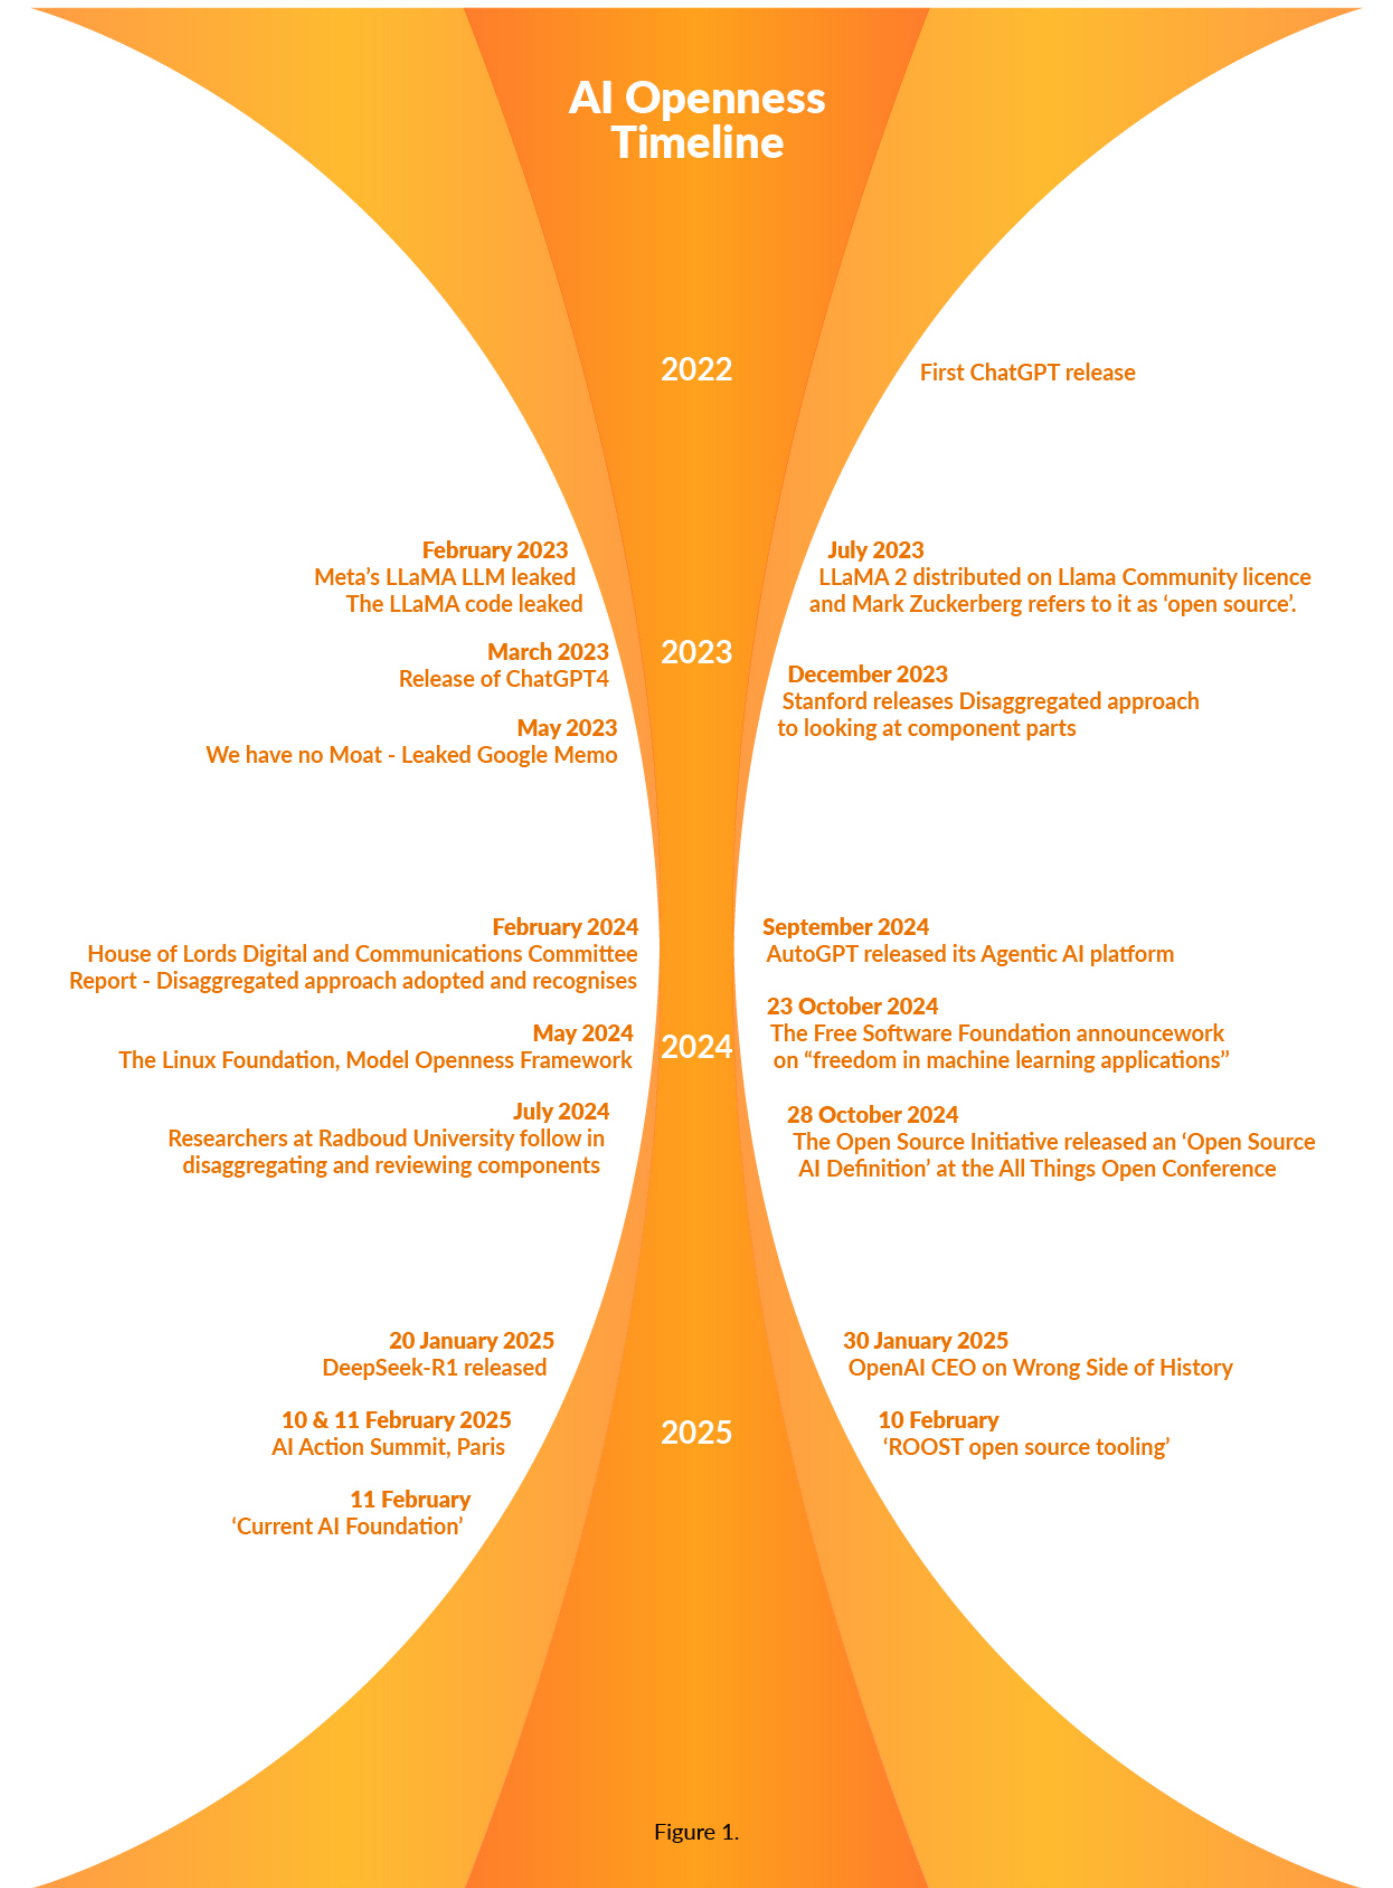 AI Openness
Timeline
2022
First ChatGPT release
February 2023
Meta’s LLaMA LLM leaked
The LLaMA code leaked
March 2023
Release of ChatGPT4
May 2023
We have no Moat - Leaked Google Memo
2023
July 2023
LLaMA 2 distributed on Llama Community licence
and Mark Zuckerberg refers to it as ‘open source’.
December 2023
Stanford releases Disaggregated approach
to looking at component parts
February 2024
House of Lords Digital and Communications Committee
Report - Disaggregated approach adopted and recognises
May 2024
The Linux Foundation, Model Openness Framework
July 2024
Researchers at Radboud University follow in
disaggregating and reviewing components
2024
September 2024
AutoGPT released its Agentic AI platform
23 October 2024
The Free Software Foundation announcework
on “freedom in machine learning applications”
28 October 2024
The Open Source Initiative released an ‘Open Source
AI Definition’ at the All Things Open Conference
20 January 2025
DeepSeek-R1 released
10 & 11 February 2025
AI Action Summit, Paris
11 February
‘Current AI Foundation’
2025
30 January 2025
OpenAI CEO on Wrong Side of History
10 February
‘ROOST open source tooling’
Figure 1.